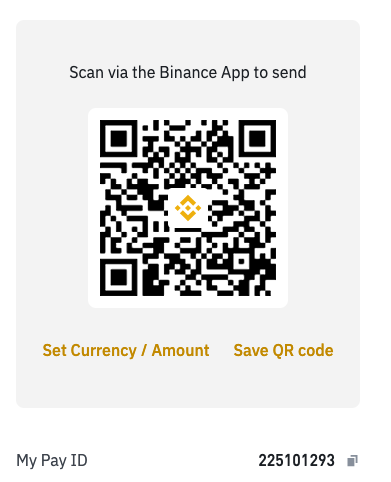 Scan via the Binance App to send
Set Currency / Amount
Save QR code
My Pay ID
225101293